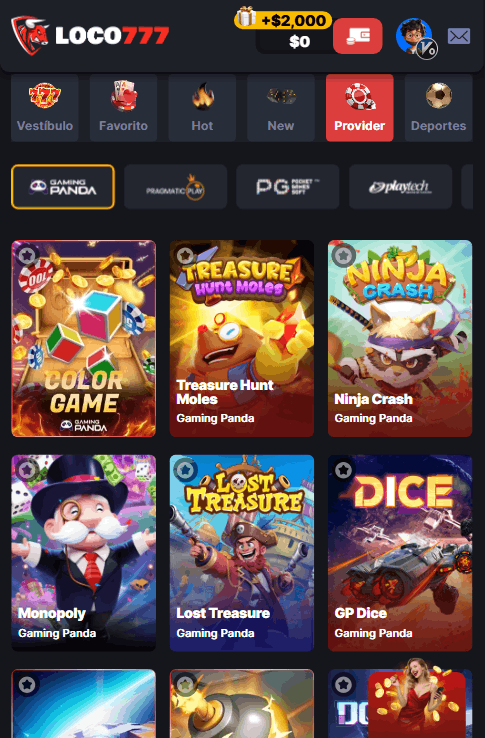 LOCO777
+$2,000
$0
Vestíbulo
Favorito
Hot
New
Provider
Deportes
GAMING PANDA
PRAGMATIC PLAY
PG POCKET GAMES SOFT
playtech
COLOR GAME
GAMING PANDA
TREASURE
HUNT MOLES
Treasure Hunt
Moles
Gaming Panda
NINJA
CRASH
Ninja Crash
Gaming Panda
Monopoly
Gaming Panda
LOST
TREASURE
Lost Treasure
Gaming Panda
DICE
GP Dice
Gaming Panda